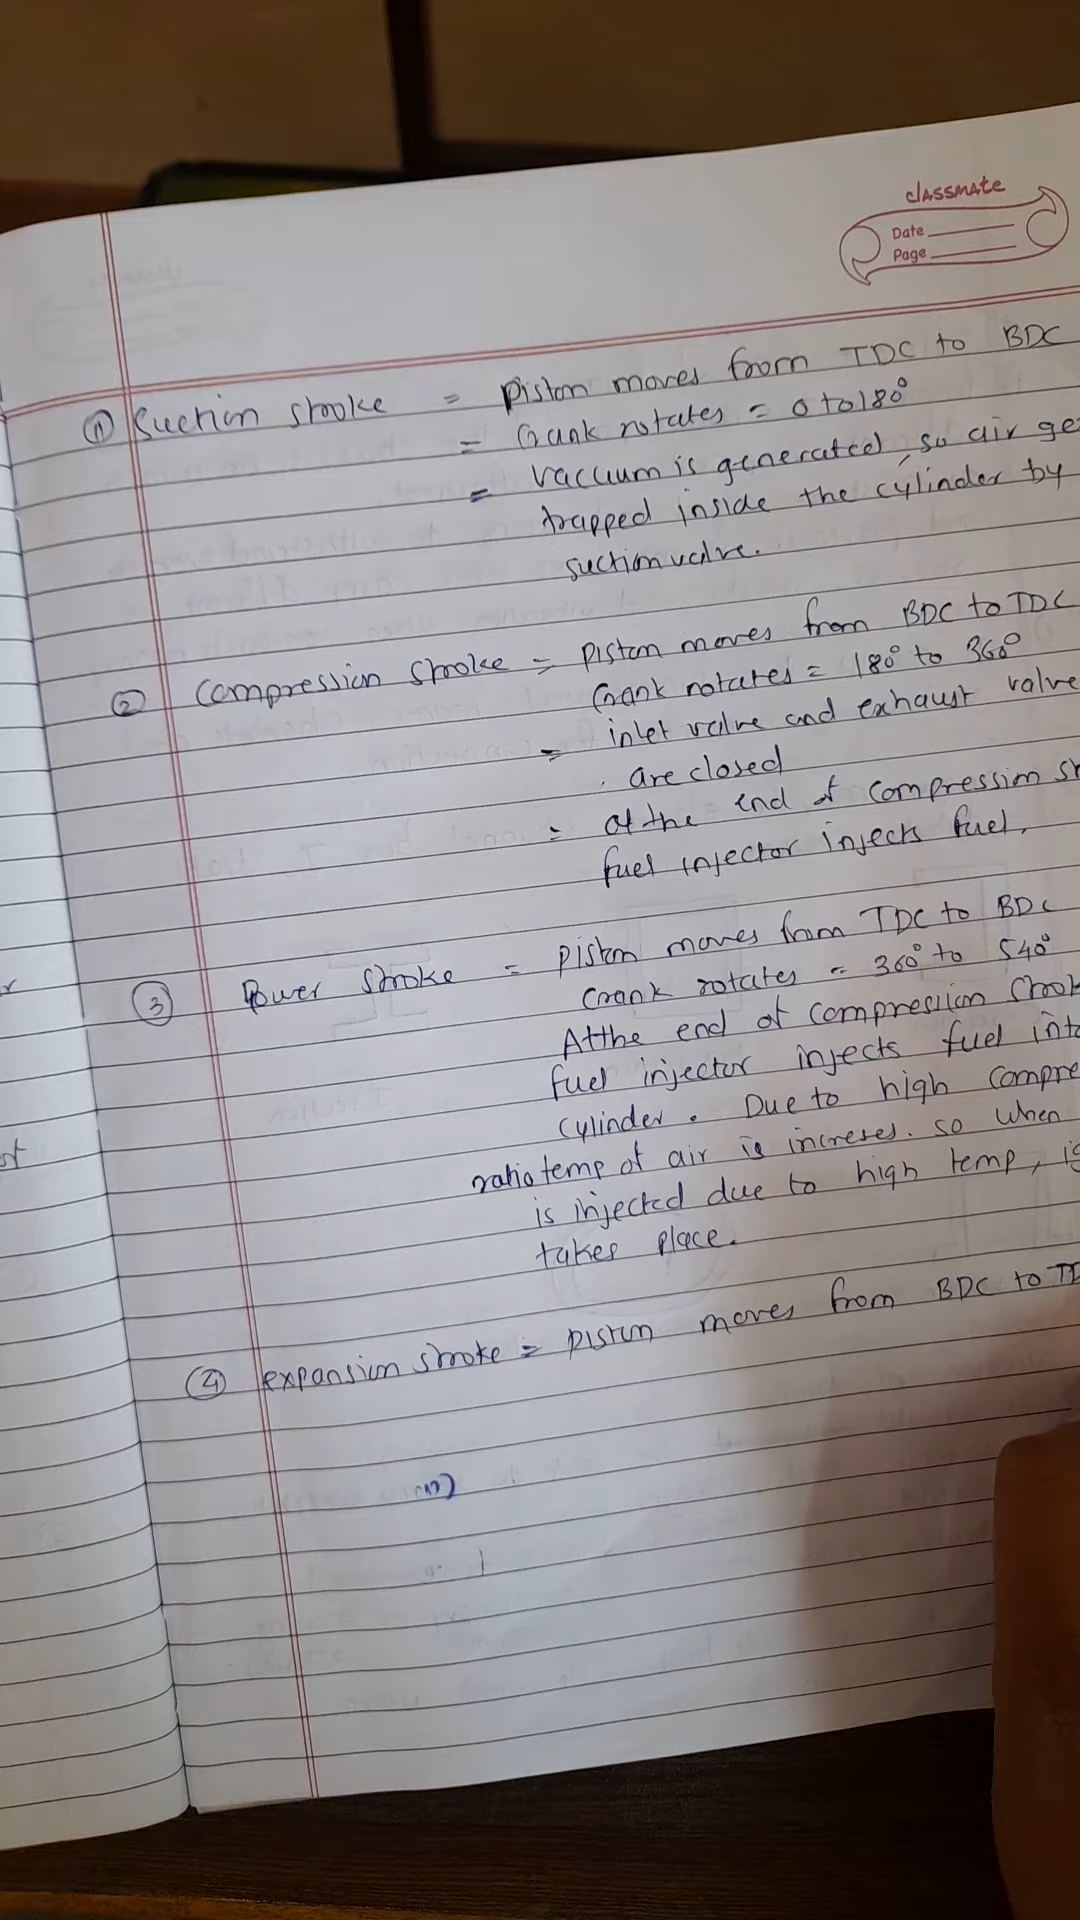 classmate
Date
Page
① Suction stroke = Piston moves from TDC to BDC
= Crank rotates = 0 to 180°
= vaccum is generated, so air ge
trapped inside the cylinder by
suction valve.
② Compression stroke = Piston moves from BDC to TDC
Crank rotates = 180° to 360°
= inlet valve and exhaust valve
are closed
= at the end of compression st
fuel injector injects fuel.
③ Power stroke = piston moves from TDC to BDC
Crank rotates = 360° to 540°
At the end of compression strok
fuel injector injects fuel into
cylinder. Due to high compre
ratio temp of air is increses. so when
is injected due to high temp, ig
takes place.
④ expansion stroke = piston moves from BDC to TD